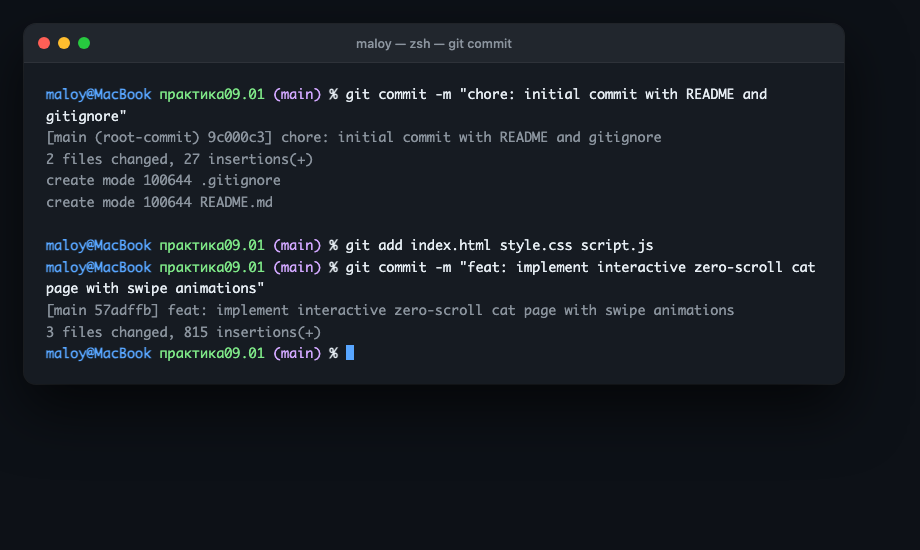 maloy — zsh — git commit
maloy@MacBook практика09.01 (main) % git commit -m "chore: initial commit with README and
gitignore"
[main (root-commit) 9c000c3] chore: initial commit with README and gitignore
2 files changed, 27 insertions(+)
create mode 100644 .gitignore
create mode 100644 README.md
maloy@MacBook практика09.01 (main) % git add index.html style.css script.js
maloy@MacBook практика09.01 (main) % git commit -m "feat: implement interactive zero-scroll cat
page with swipe animations"
[main 57adffb] feat: implement interactive zero-scroll cat page with swipe animations
3 files changed, 815 insertions(+)
maloy@MacBook практика09.01 (main) %